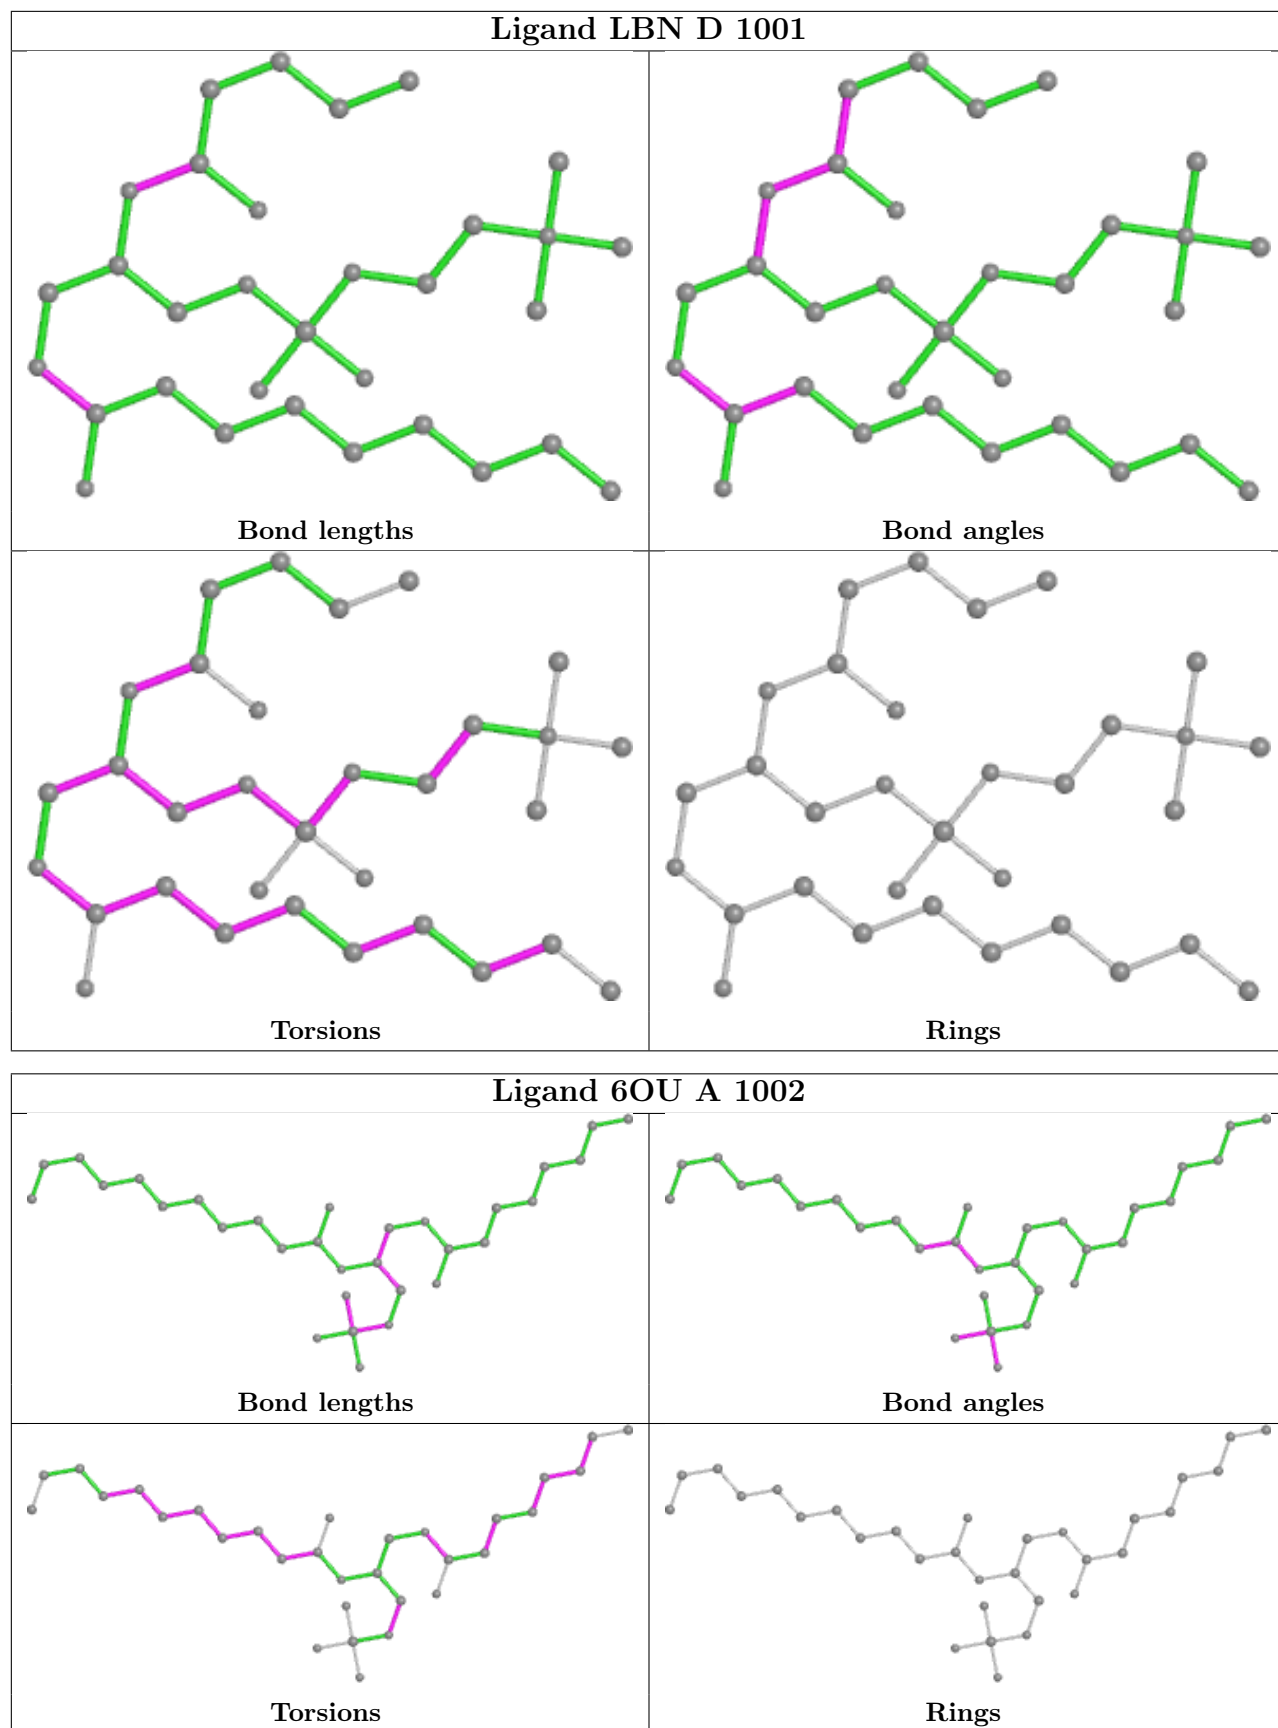 Ligand LBN D 1001
Bond lengths
Bond angles
Torsions
Rings
Ligand 6OU A 1002
Bond lengths
Bond angles
Torsions
Rings